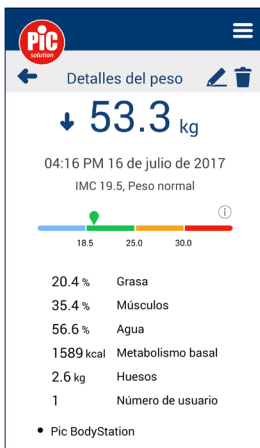 PiC
solution
Detalles del peso
53.3 kg
04:16 PM 16 de julio de 2017
IMC 19.5, Peso normal
18.5 25.0 30.0
20.4 % Grasa
35.4 % Músculos
56.6 % Agua
1589 kcal Metabolismo basal
2.6 kg Huesos
1 Número de usuario
• Pic BodyStation